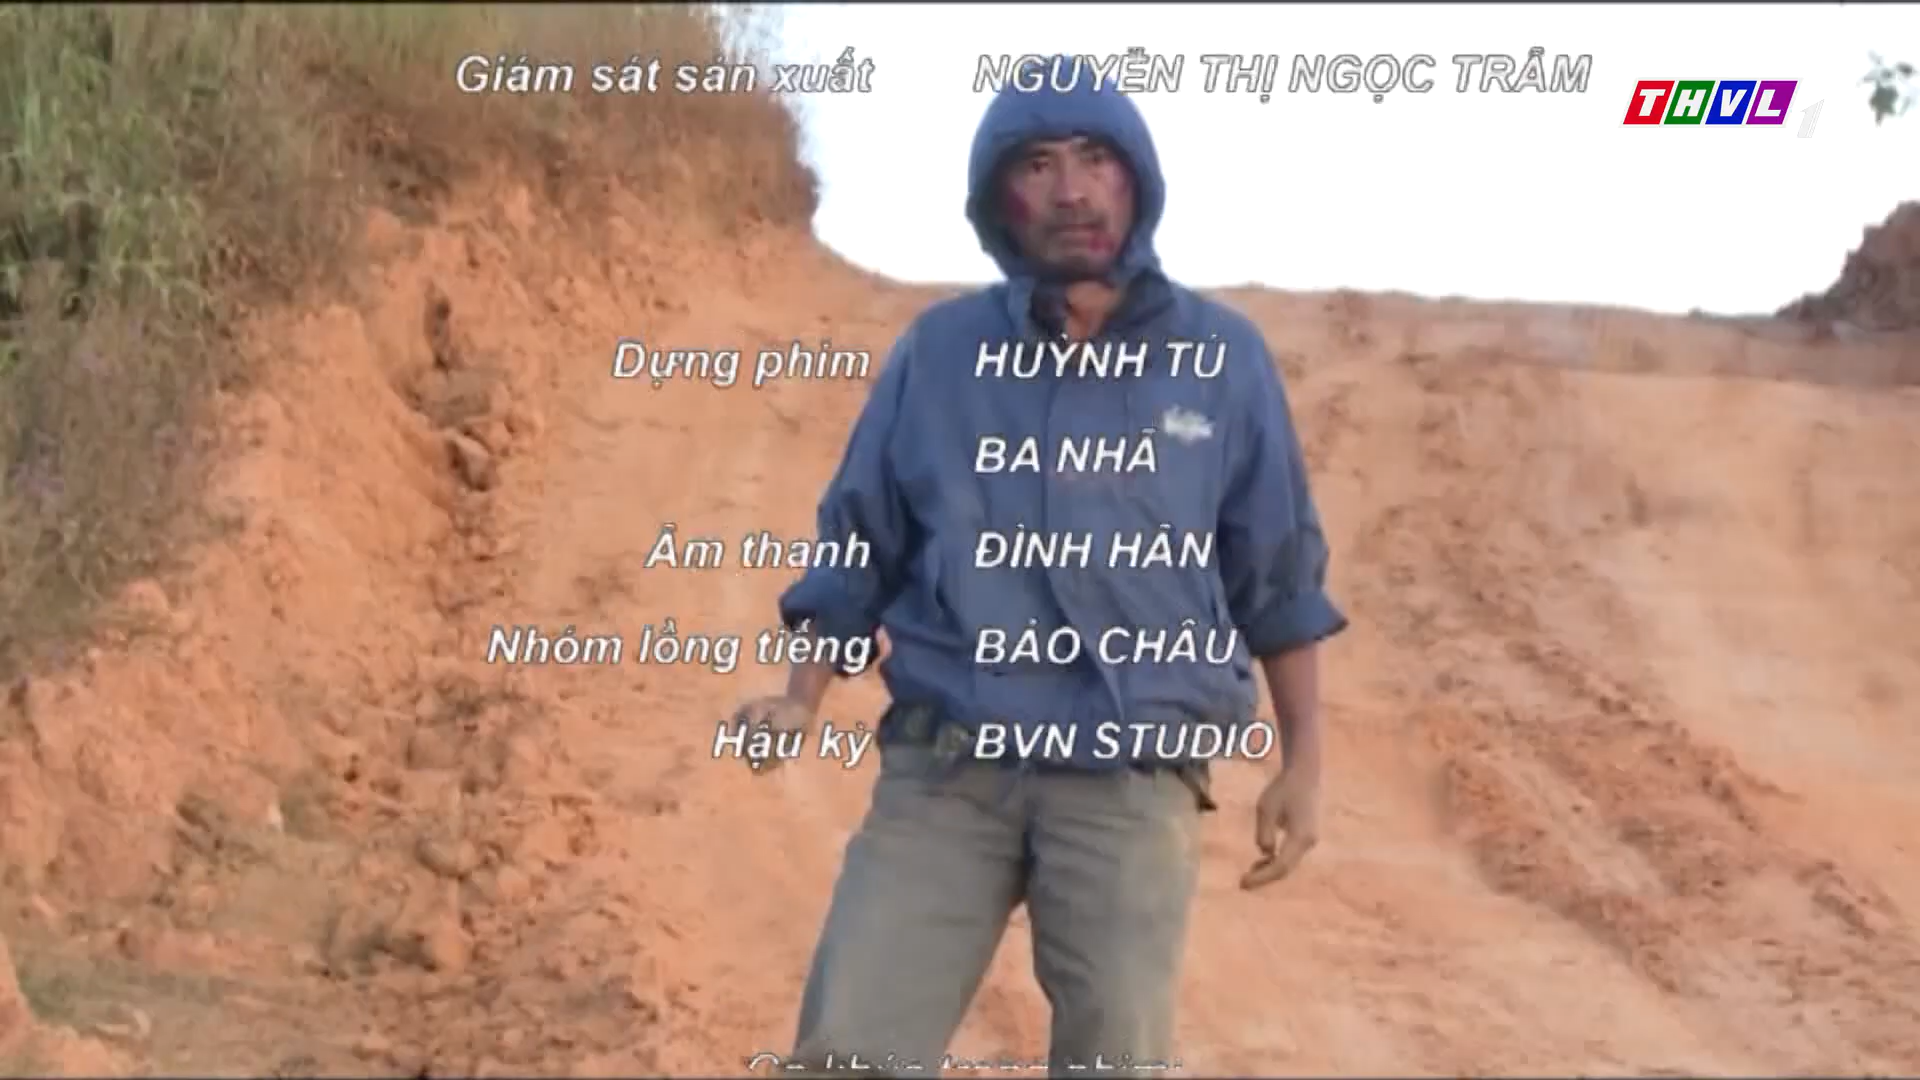 Giám sát sản xuất NGUYỄN THỊ NGỌC TRÂM
THVL 1
Dựng phim HUỲNH TÚ
BA NHÃ
Âm thanh ĐÌNH HÂN
Nhóm lồng tiếng BẢO CHÂU
Hậu kỳ BVN STUDIO